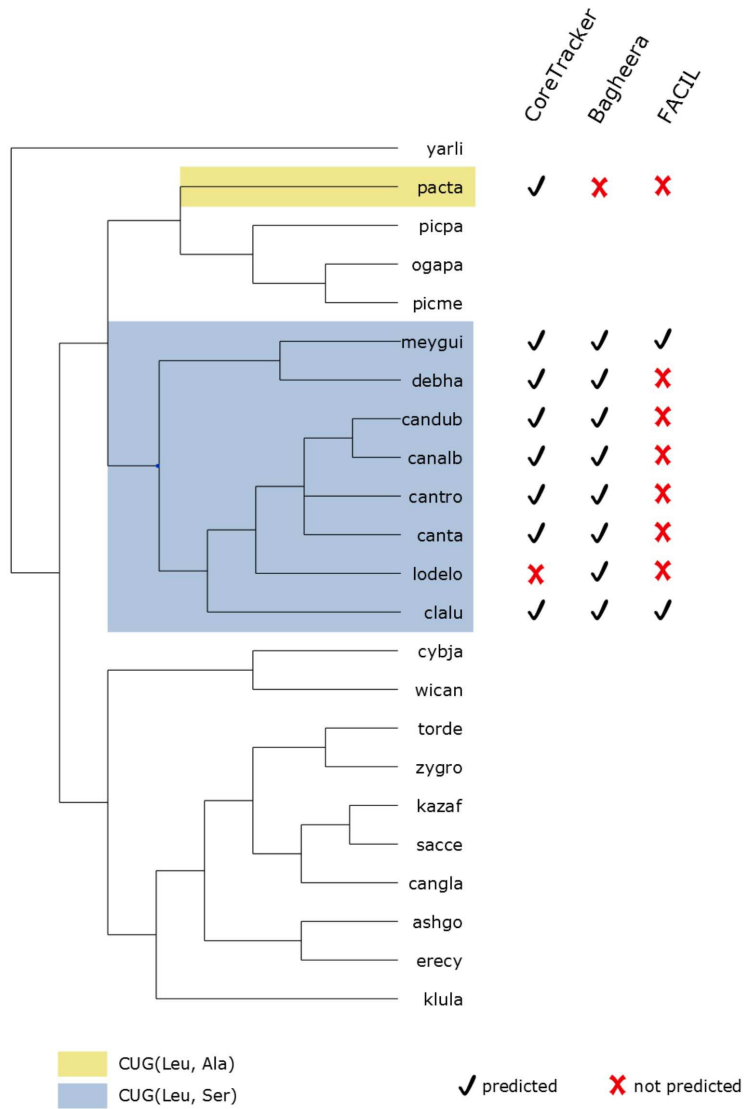 CoreTracker
Bagheera
FACIL
yarli
pacta
picpa
ogapa
picme
meygui
debha
candub
canalb
cantro
canta
lodelo
clalu
cybja
wican
torde
zygro
kazaf
sacce
cangla
ashgo
erecy
klula
CUG(Leu, Ala)
CUG(Leu, Ser)
predicted
not predicted